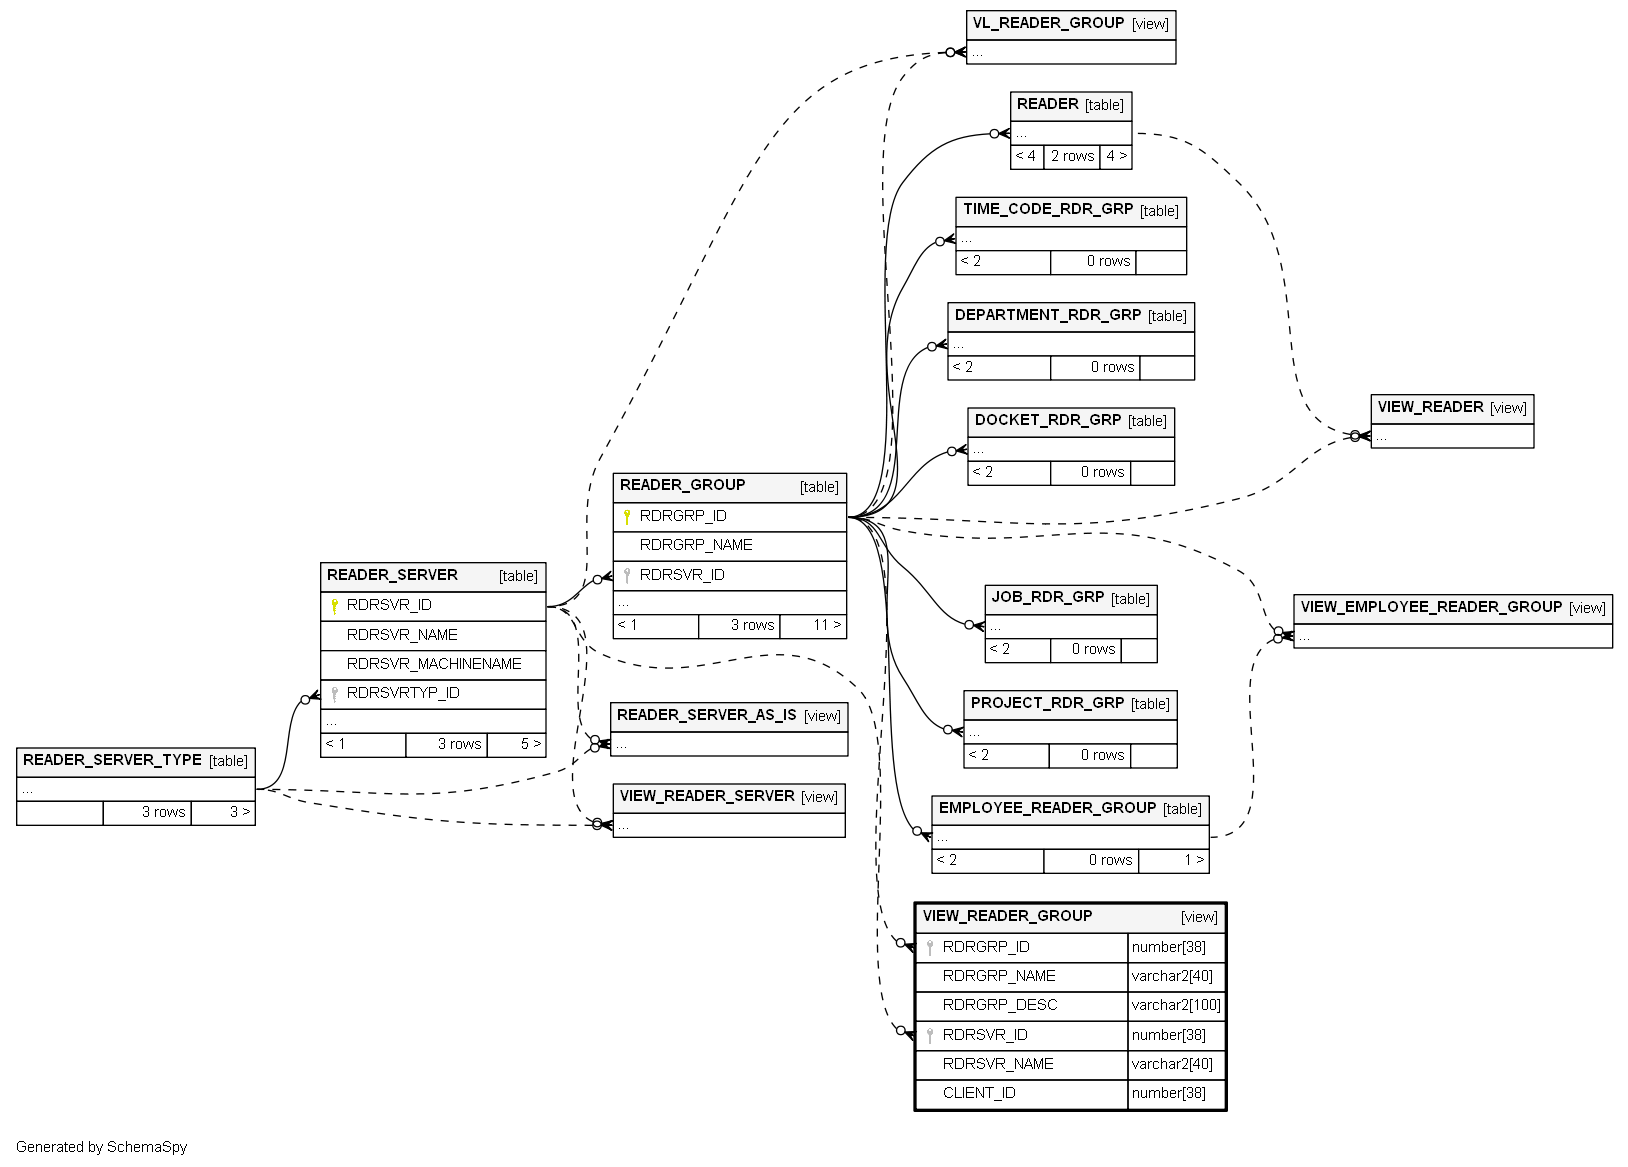 VL_READER_GROUP [view]
...
READER [table]
...
< 4 2 rows 4 >
TIME_CODE_RDR_GRP [table]
...
< 2 0 rows
DEPARTMENT_RDR_GRP [table]
...
< 2 0 rows
DOCKET_RDR_GRP [table]
...
< 2 0 rows
VIEW_READER [view]
...
READER_GROUP [table]
RDRGRP_ID
RDRGRP_NAME
RDRSVR_ID
...
< 1 3 rows 11 >
READER_SERVER [table]
RDRSVR_ID
RDRSVR_NAME
RDRSVR_MACHINENAME
RDRSVRTYP_ID
...
< 1 3 rows 5 >
JOB_RDR_GRP [table]
...
< 2 0 rows
VIEW_EMPLOYEE_READER_GROUP [view]
...
PROJECT_RDR_GRP [table]
...
< 2 0 rows
READER_SERVER_AS_IS [view]
...
READER_SERVER_TYPE [table]
...
3 rows 3 >
VIEW_READER_SERVER [view]
...
EMPLOYEE_READER_GROUP [table]
...
< 2 0 rows 1 >
VIEW_READER_GROUP [view]
RDRGRP_ID number[38]
RDRGRP_NAME varchar2[40]
RDRGRP_DESC varchar2[100]
RDRSVR_ID number[38]
RDRSVR_NAME varchar2[40]
CLIENT_ID number[38]
Generated by SchemaSpy